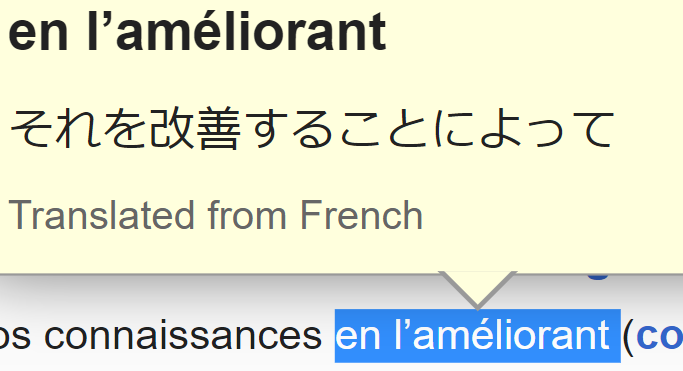 en l’améliorant
それを改善することによって
Translated from French
os connaissances en l’améliorant (co